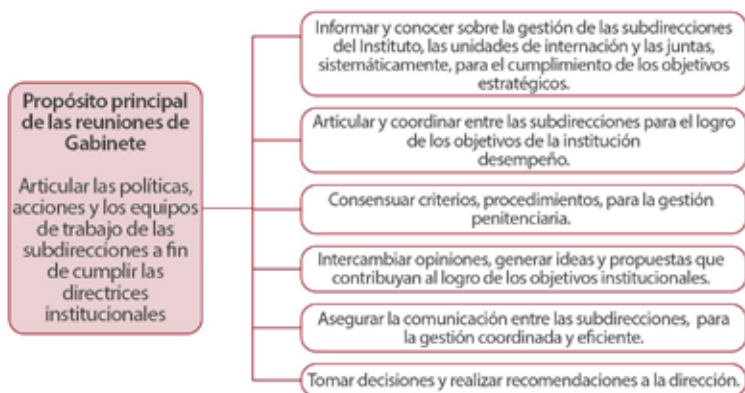 Propósito principal
de las reuniones de
Gabinete
Articular las políticas,
acciones y los equipos
de trabajo de las
subdirecciones a fin
de cumplir las
directrices
institucionales
Informar y conocer sobre la gestión de las subdirecciones
del Instituto, las unidades de internación y las juntas,
sistemáticamente, para el cumplimiento de los objetivos
estratégicos.
Articular y coordinar entre las subdirecciones para el logro
de los objetivos de la institución
desempeño.
Consensuar criterios, procedimientos, para la gestión
penitenciaria.
Intercambiar opiniones, generar ideas y propuestas que
contribuyan al logro de los objetivos institucionales.
Asegurar la comunicación entre las subdirecciones, para
la gestión coordinada y eficiente.
Tomar decisiones y realizar recomendaciones a la dirección.